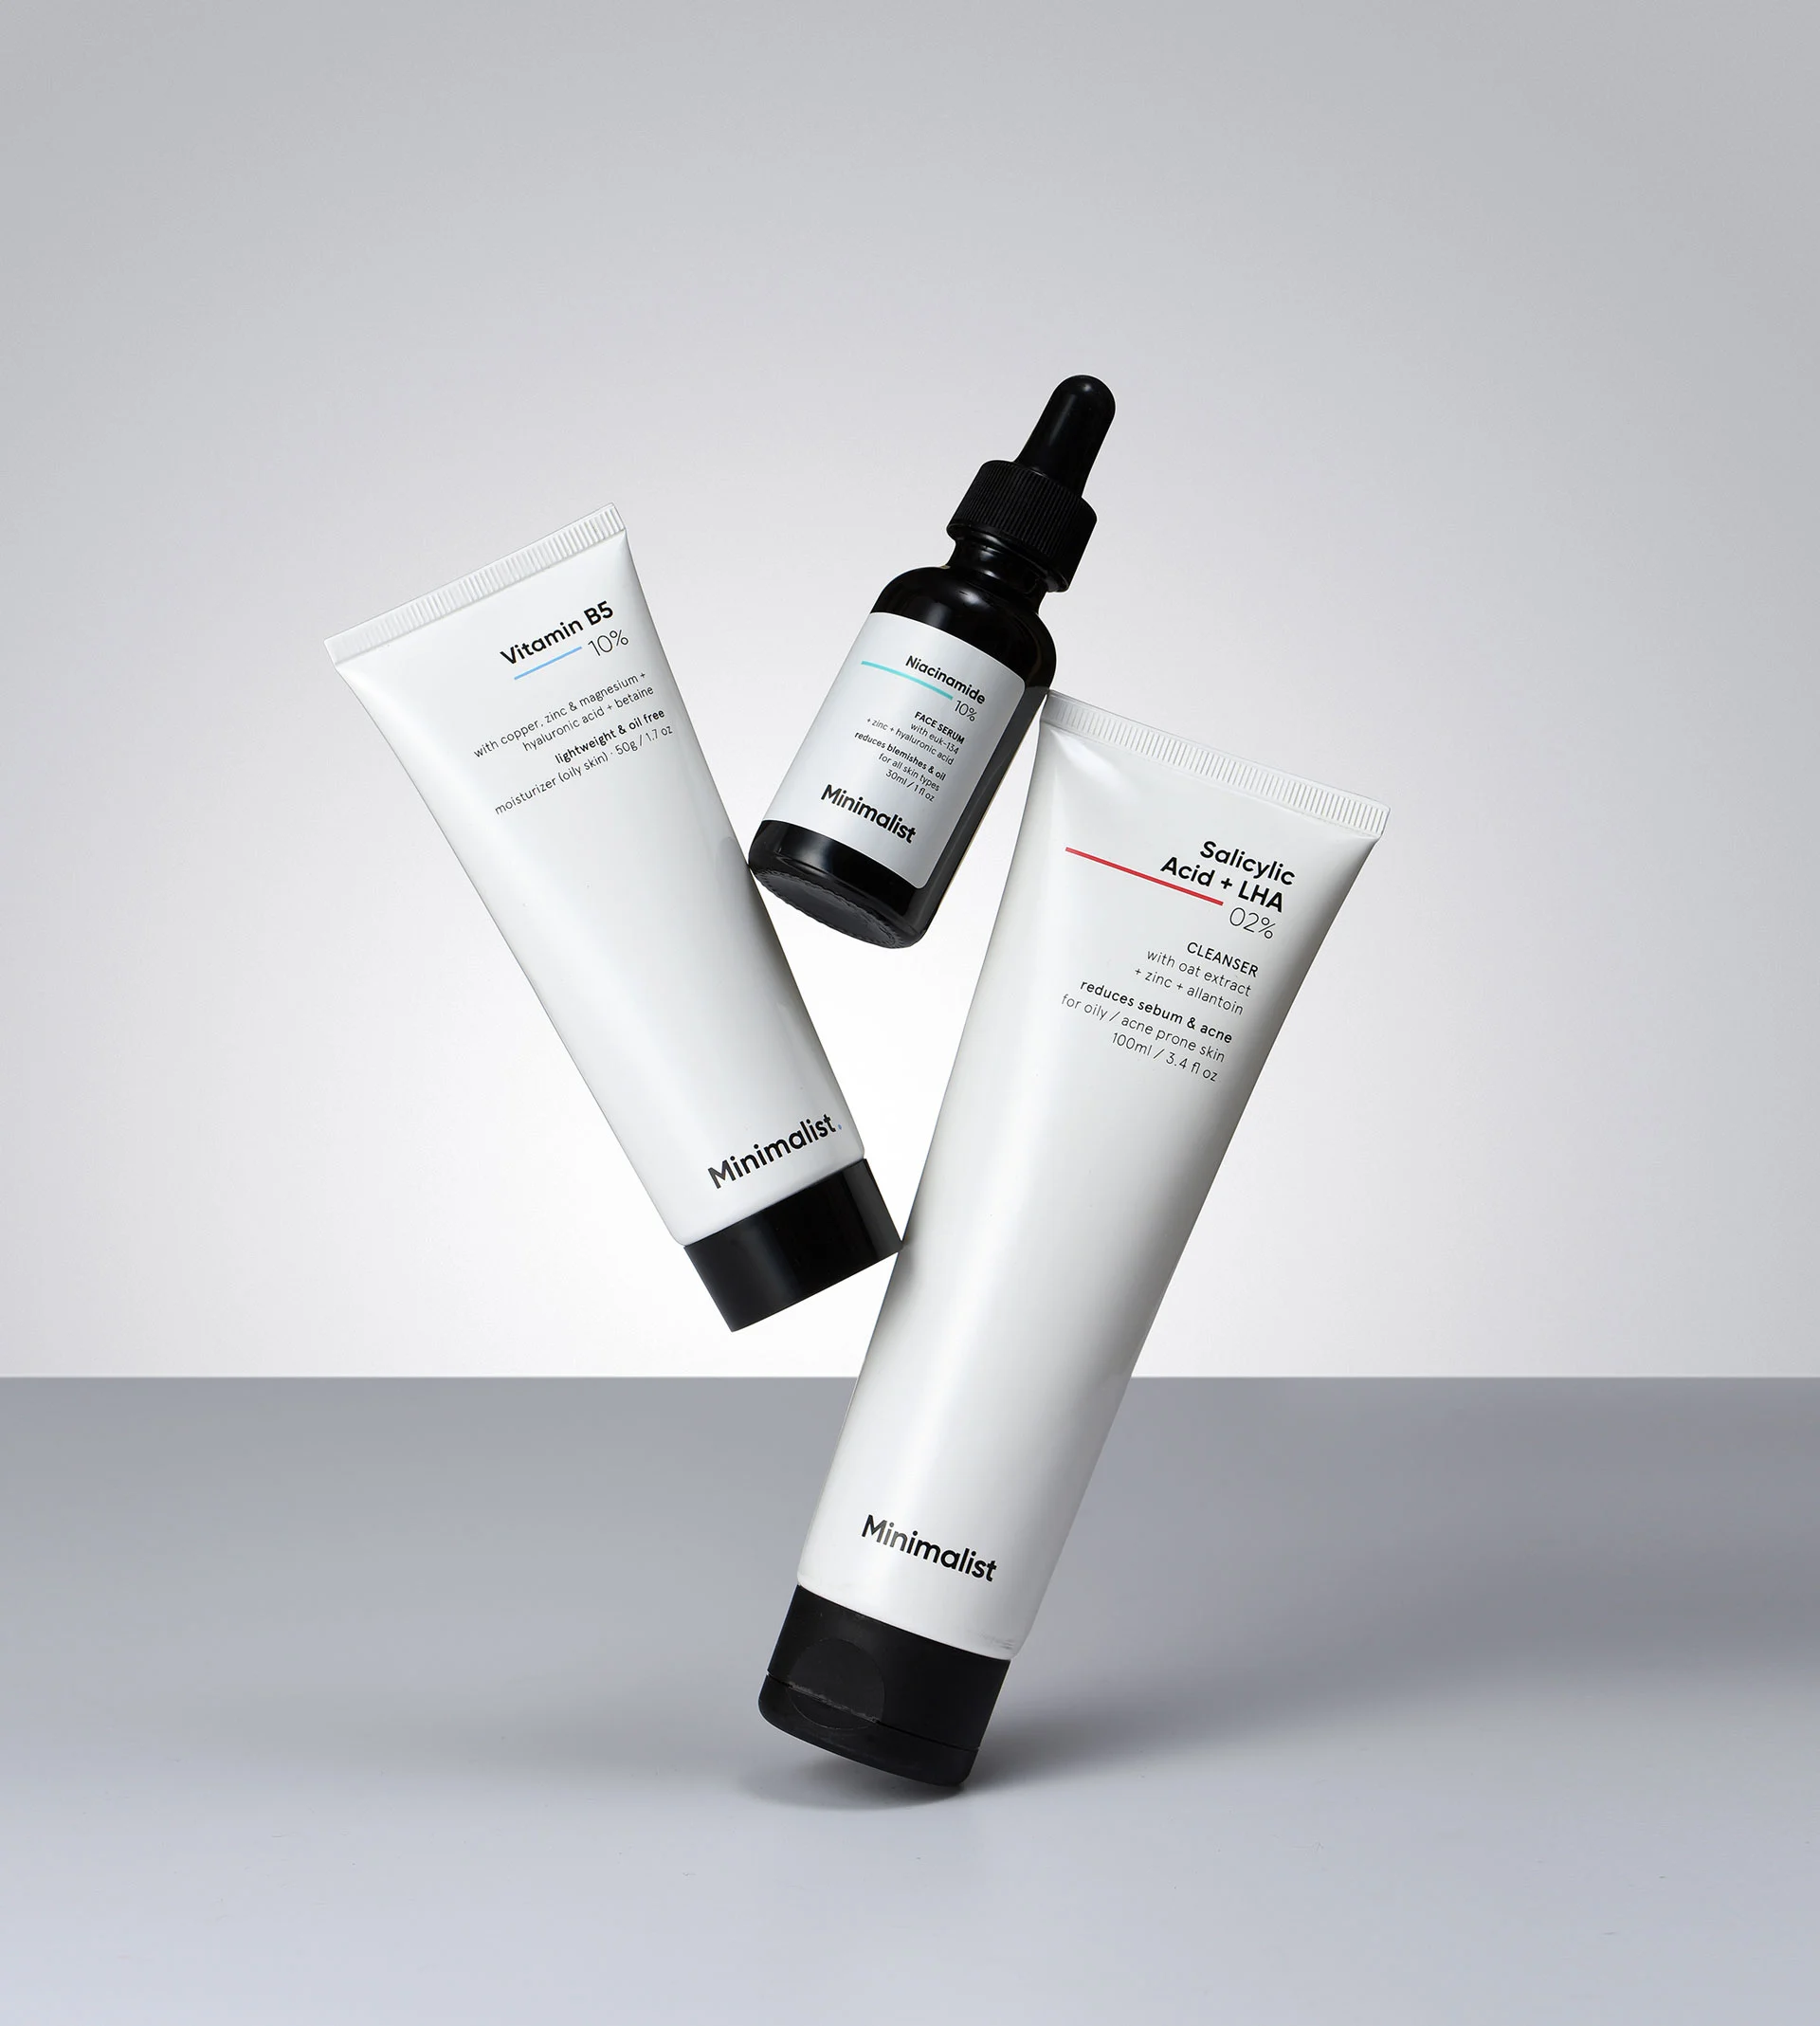 Vitamin B5
10%
with copper, zinc & magnesium +
hyaluronic acid + betaine
lightweight & oil free
moisturizer (oily skin) · 50g / 1.7 oz
Minimalist.
Niacinamide
10%
FACE SERUM
with euk-134
+ zinc + hyaluronic acid
reduces blemishes & oil
for all skin types
30ml / 1 fl oz
Minimalist
Salicylic
Acid + LHA
02%
CLEANSER
with oat extract
+ zinc + allantoin
reduces sebum & acne
for oily / acne prone skin
100ml / 3.4 fl oz
Minimalist